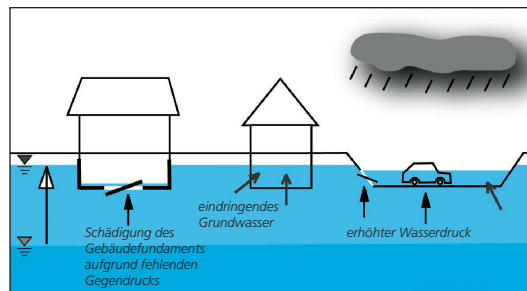 Schädigung des
Gebäudefundaments
aufgrund fehlenden
Gegendrucks
eindringendes
Grundwasser
erhöhter Wasserdruck